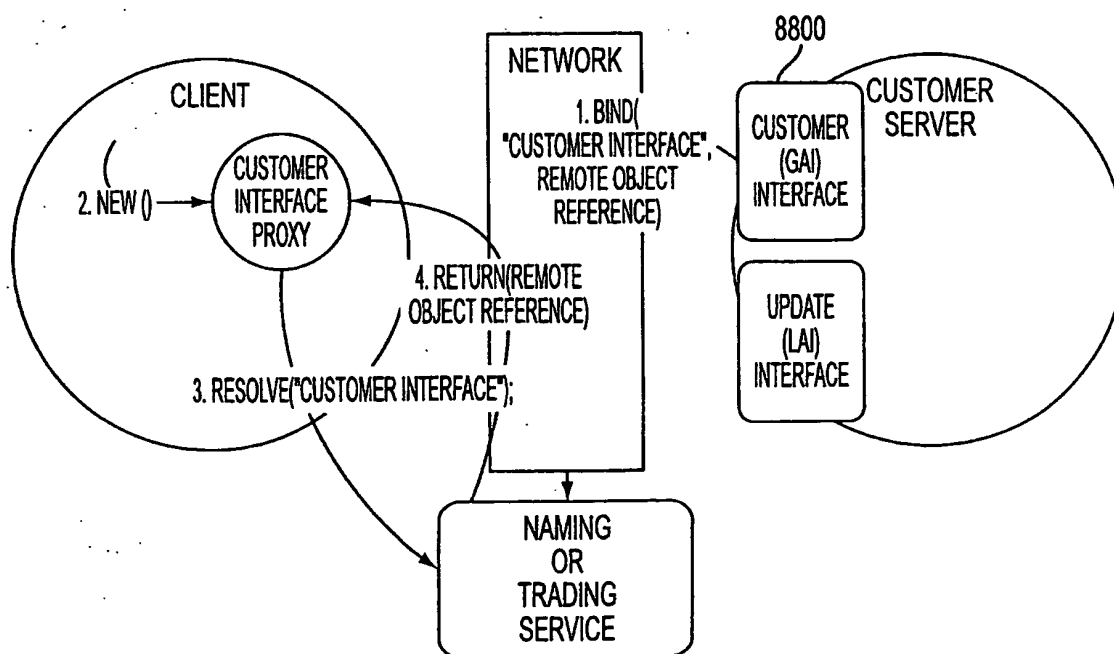 8800
NETWORK
CLIENT
CUSTOMER
SERVER
1. BIND(
"CUSTOMER INTERFACE",
REMOTE OBJECT
REFERENCE)
CUSTOMER
(GAI)
INTERFACE
2. NEW ()
CUSTOMER
INTERFACE
PROXY
4. RETURN(REMOTE
OBJECT REFERENCE)
UPDATE
(LAI)
INTERFACE
3. RESOLVE("CUSTOMER INTERFACE");
NAMING
OR
TRADING
SERVICE